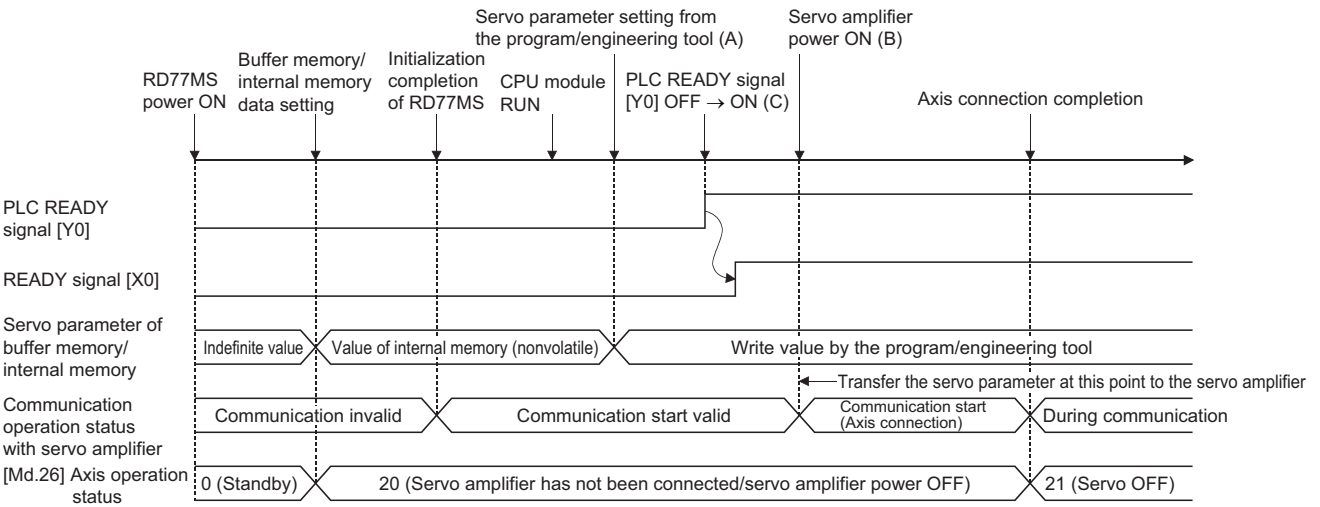 Servo parameter setting from
the program/engineering tool (A)
Servo amplifier
power ON (B)
RD77MS
power ON
Buffer memory/
internal memory
data setting
Initialization
completion
of RD77MS
CPU module
RUN
PLC READY signal
[Y0] OFF → ON (C)
Axis connection completion
PLC READY
signal [Y0]
READY signal [X0]
Servo parameter of
buffer memory/
internal memory
Indefinite value
Value of internal memory (nonvolatile)
Write value by the program/engineering tool
Transfer the servo parameter at this point to the servo amplifier
Communication
operation status
with servo amplifier
Communication invalid
Communication start valid
Communication start
(Axis connection)
During communication
[Md.26] Axis operation
status
0 (Standby)
20 (Servo amplifier has not been connected/servo amplifier power OFF)
21 (Servo OFF)